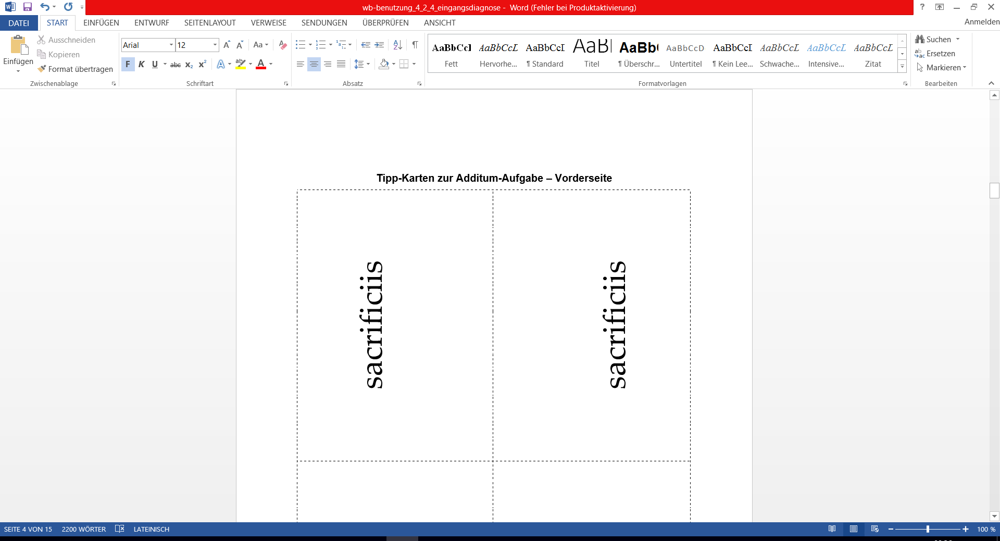 wb-benutzung_4_2_4_eingangsdiagnose - Word (Fehler bei Produktaktivierung)
DATEI START EINFÜGEN ENTWURF SEITENLAYOUT VERWEISE SENDUNGEN ÜBERPRÜFEN ANSICHT Anmelden
Einfügen
Ausschneiden
Kopieren
Format übertragen
Zwischenablage
Arial 12
F K U abc x₂ x²
Schriftart
Absatz
AaBbCcI AaBbCcL AaBbCcI AaBl AaBb( AaBbCcD AaBbCcI AaBbCcL AaBbCcL AaBbCcL
Fett Hervorhe... ¶ Standard Titel ¶ Überschr... Untertitel ¶ Kein Lee... Schwache... Intensive... Zitat
Formatvorlagen
Suchen
Ersetzen
Markieren
Bearbeiten
Tipp-Karten zur Additum-Aufgabe – Vorderseite
sacrificiis
sacrificiis
SEITE 4 VON 15 2200 WÖRTER LATEINISCH 100 %